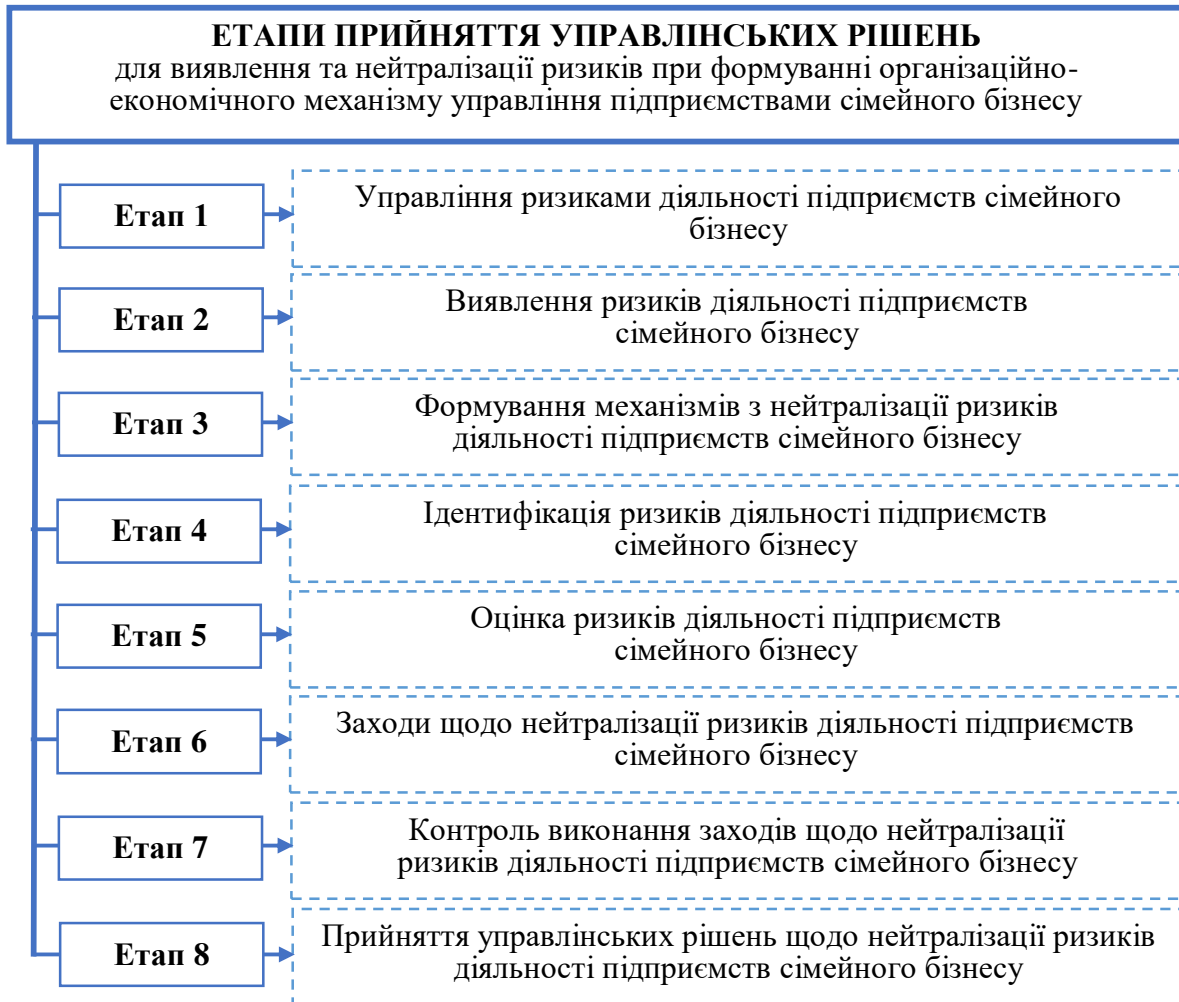 ЕТАПИ ПРИЙНЯТТЯ УПРАВЛІНСЬКИХ РІШЕНЬ
для виявлення та нейтралізації ризиків при формуванні організаційно-
економічного механізму управління підприємствами сімейного бізнесу
Етап 1
Управління ризиками діяльності підприємств сімейного
бізнесу
Етап 2
Виявлення ризиків діяльності підприємств
сімейного бізнесу
Етап 3
Формування механізмів з нейтралізації ризиків
діяльності підприємств сімейного бізнесу
Етап 4
Ідентифікація ризиків діяльності підприємств
сімейного бізнесу
Етап 5
Оцінка ризиків діяльності підприємств
сімейного бізнесу
Етап 6
Заходи щодо нейтралізації ризиків діяльності підприємств
сімейного бізнесу
Етап 7
Контроль виконання заходів щодо нейтралізації
ризиків діяльності підприємств сімейного бізнесу
Етап 8
Прийняття управлінських рішень щодо нейтралізації ризиків
діяльності підприємств сімейного бізнесу